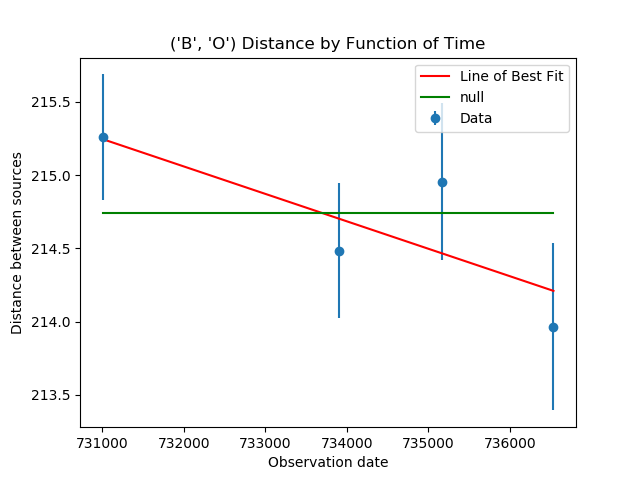 ('B', 'O') Distance by Function of Time
Line of Best Fit
null
Data
215.5
215.0
214.5
214.0
213.5
Distance between sources
731000 732000 733000 734000 735000 736000
Observation date